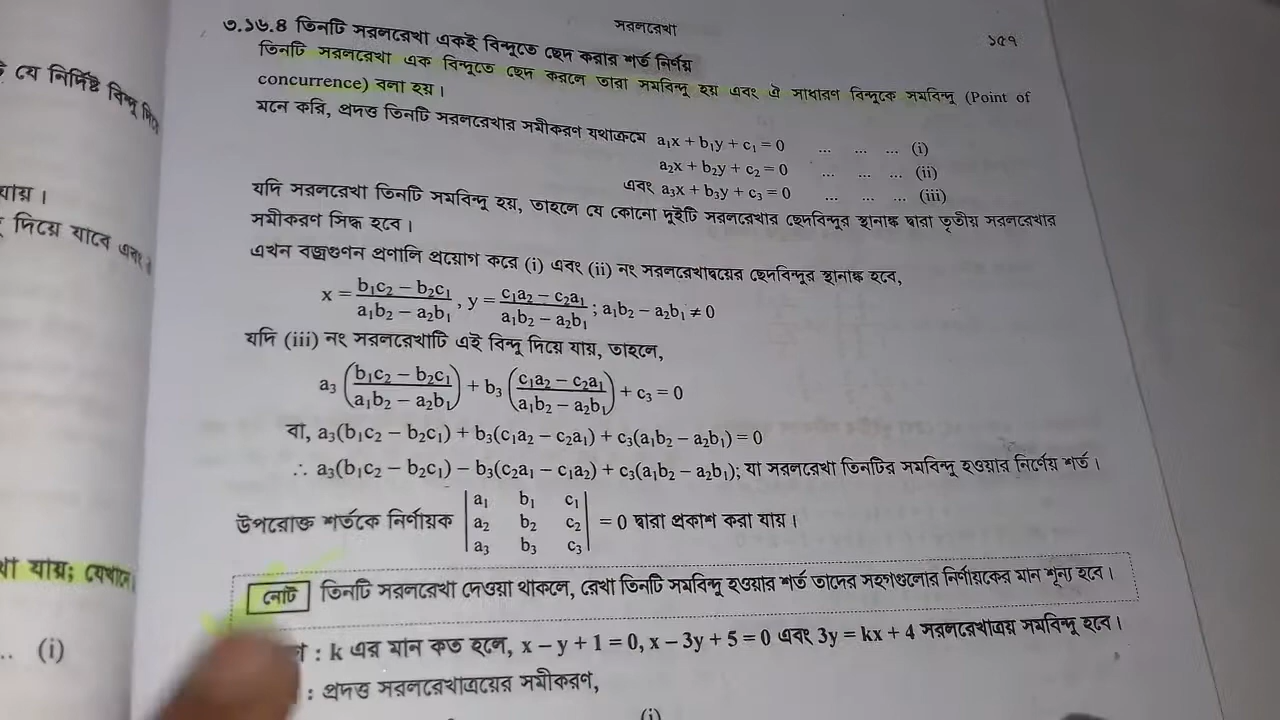 সরলরেখা
১৫৭
৩.১৬.৪ তিনটি সরলরেখা একই বিন্দুতে ছেদ করার শর্ত নির্ণয়
তিনটি সরলরেখা এক বিন্দুতে ছেদ করলে তারা সমবিন্দু হয় এবং ঐ সাধারণ বিন্দুকে সমবিন্দু (Point of
concurrence) বলা হয়।
মনে করি, প্রদত্ত তিনটি সরলরেখার সমীকরণ যথাক্রমে a₁x + b₁y + c₁ = 0 ... ... ... (i)
a₂x + b₂y + c₂ = 0 ... ... ... (ii)
এবং a₃x + b₃y + c₃ = 0 ... ... ... (iii)
যদি সরলরেখা তিনটি সমবিন্দু হয়, তাহলে যে কোনো দুইটি সরলরেখার ছেদবিন্দুর স্থানাঙ্ক দ্বারা তৃতীয় সরলরেখার
সমীকরণ সিদ্ধ হবে।
এখন বজ্রগুণন প্রণালি প্রয়োগ করে (i) এবং (ii) নং সরলরেখাদ্বয়ের ছেদবিন্দুর স্থানাঙ্ক হবে,
x = (b₁c₂ – b₂c₁)/(a₁b₂ – a₂b₁) , y = (c₁a₂ – c₂a₁)/(a₁b₂ – a₂b₁) ; a₁b₂ – a₂b₁ ≠ 0
যদি (iii) নং সরলরেখাটি এই বিন্দু দিয়ে যায়, তাহলে,
a₃ ((b₁c₂ – b₂c₁)/(a₁b₂ – a₂b₁)) + b₃ ((c₁a₂ – c₂a₁)/(a₁b₂ – a₂b₁)) + c₃ = 0
বা, a₃(b₁c₂ – b₂c₁) + b₃(c₁a₂ – c₂a₁) + c₃(a₁b₂ – a₂b₁) = 0
∴ a₃(b₁c₂ – b₂c₁) – b₃(c₂a₁ – c₁a₂) + c₃(a₁b₂ – a₂b₁); যা সরলরেখা তিনটির সমবিন্দু হওয়ার নির্ণেয় শর্ত।
a₁ b₁ c₁
উপরোক্ত শর্তকে নির্ণায়ক | a₂ b₂ c₂ | = 0 দ্বারা প্রকাশ করা যায়।
a₃ b₃ c₃
নোট তিনটি সরলরেখা দেওয়া থাকলে, রেখা তিনটি সমবিন্দু হওয়ার শর্ত তাদের সহগগুলোর নির্ণায়কের মান শূন্য হবে।
: k এর মান কত হলে, x – y + 1 = 0, x – 3y + 5 = 0 এবং 3y = kx + 4 সরলরেখাত্রয় সমবিন্দু হবে।
: প্রদত্ত সরলরেখাত্রয়ের সমীকরণ,
(i)
যে নির্দিষ্ট বিন্দু দিয়ে
যায়।
দিয়ে যাবে এবং
যায়; যেখানে
.. (i)